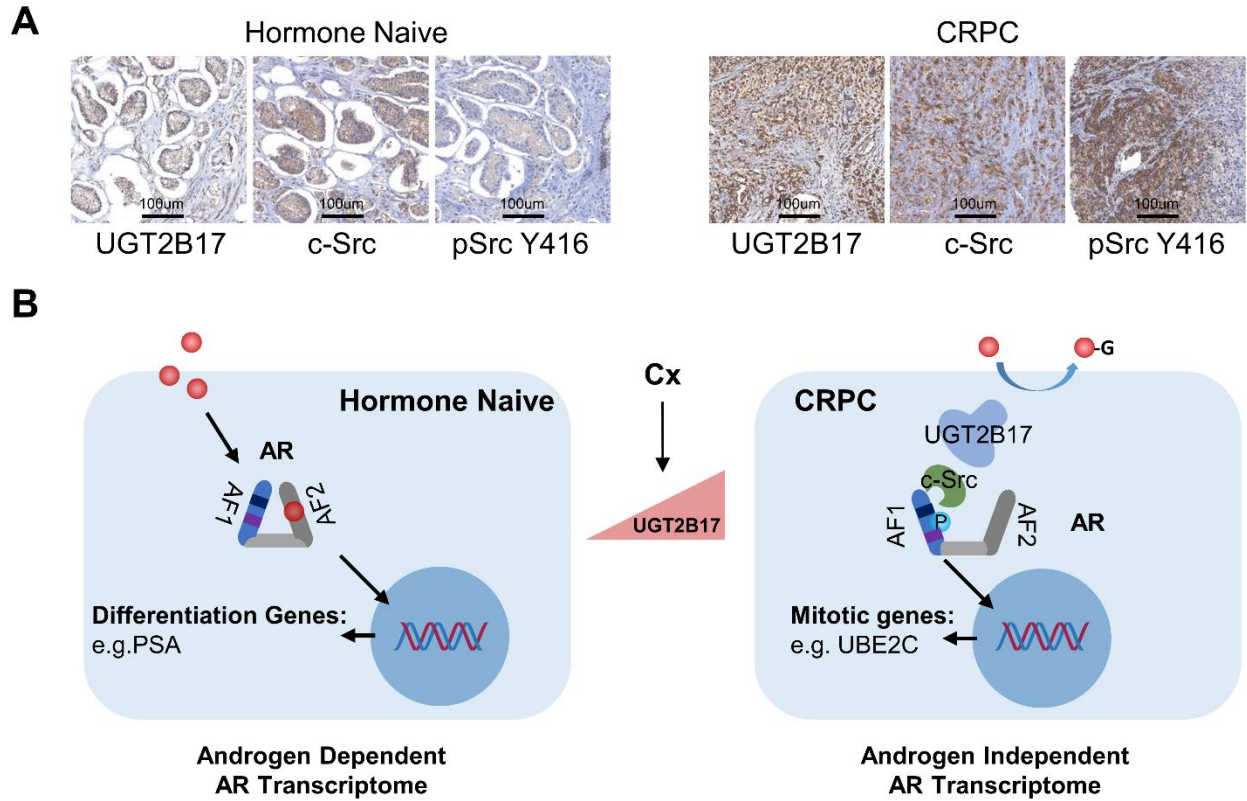 A
Hormone Naive
CRPC
100um
100um
100um
100um
100um
100um
UGT2B17
c-Src
pSrc Y416
UGT2B17
c-Src
pSrc Y416
B
Hormone Naive
AR
AF1
AF2
Differentiation Genes:
e.g.PSA
Androgen Dependent
AR Transcriptome
Cx
UGT2B17
-G
CRPC
UGT2B17
c-Src
AF1
P
AF2
AR
Mitotic genes:
e.g. UBE2C
Androgen Independent
AR Transcriptome